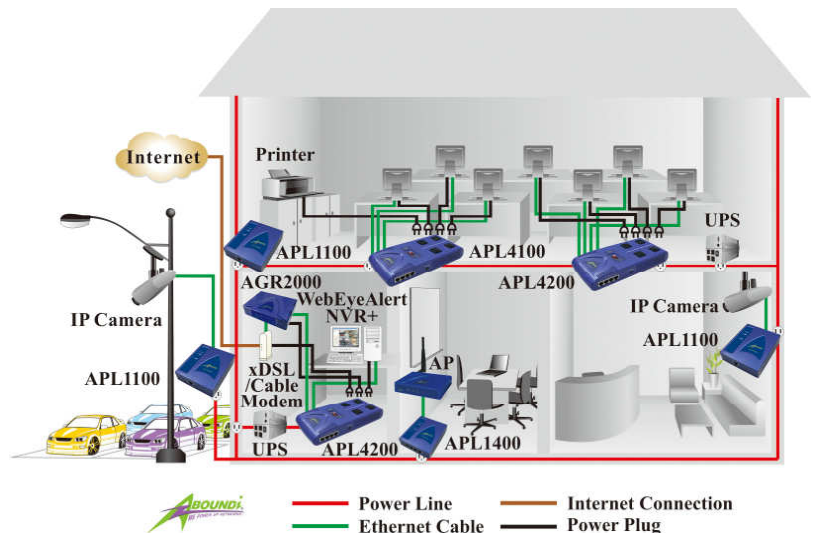 Internet
Printer
UPS
APL1100
APL4100
APL4200
AGR2000
WebEyeAlert
NVR+
IP Camera
IP Camera
APL1100
APL1100
xDSL
/Cable
Modem
AP
UPS
APL4200
APL1400
ABOUNDi
Power Line
Internet Connection
Ethernet Cable
Power Plug